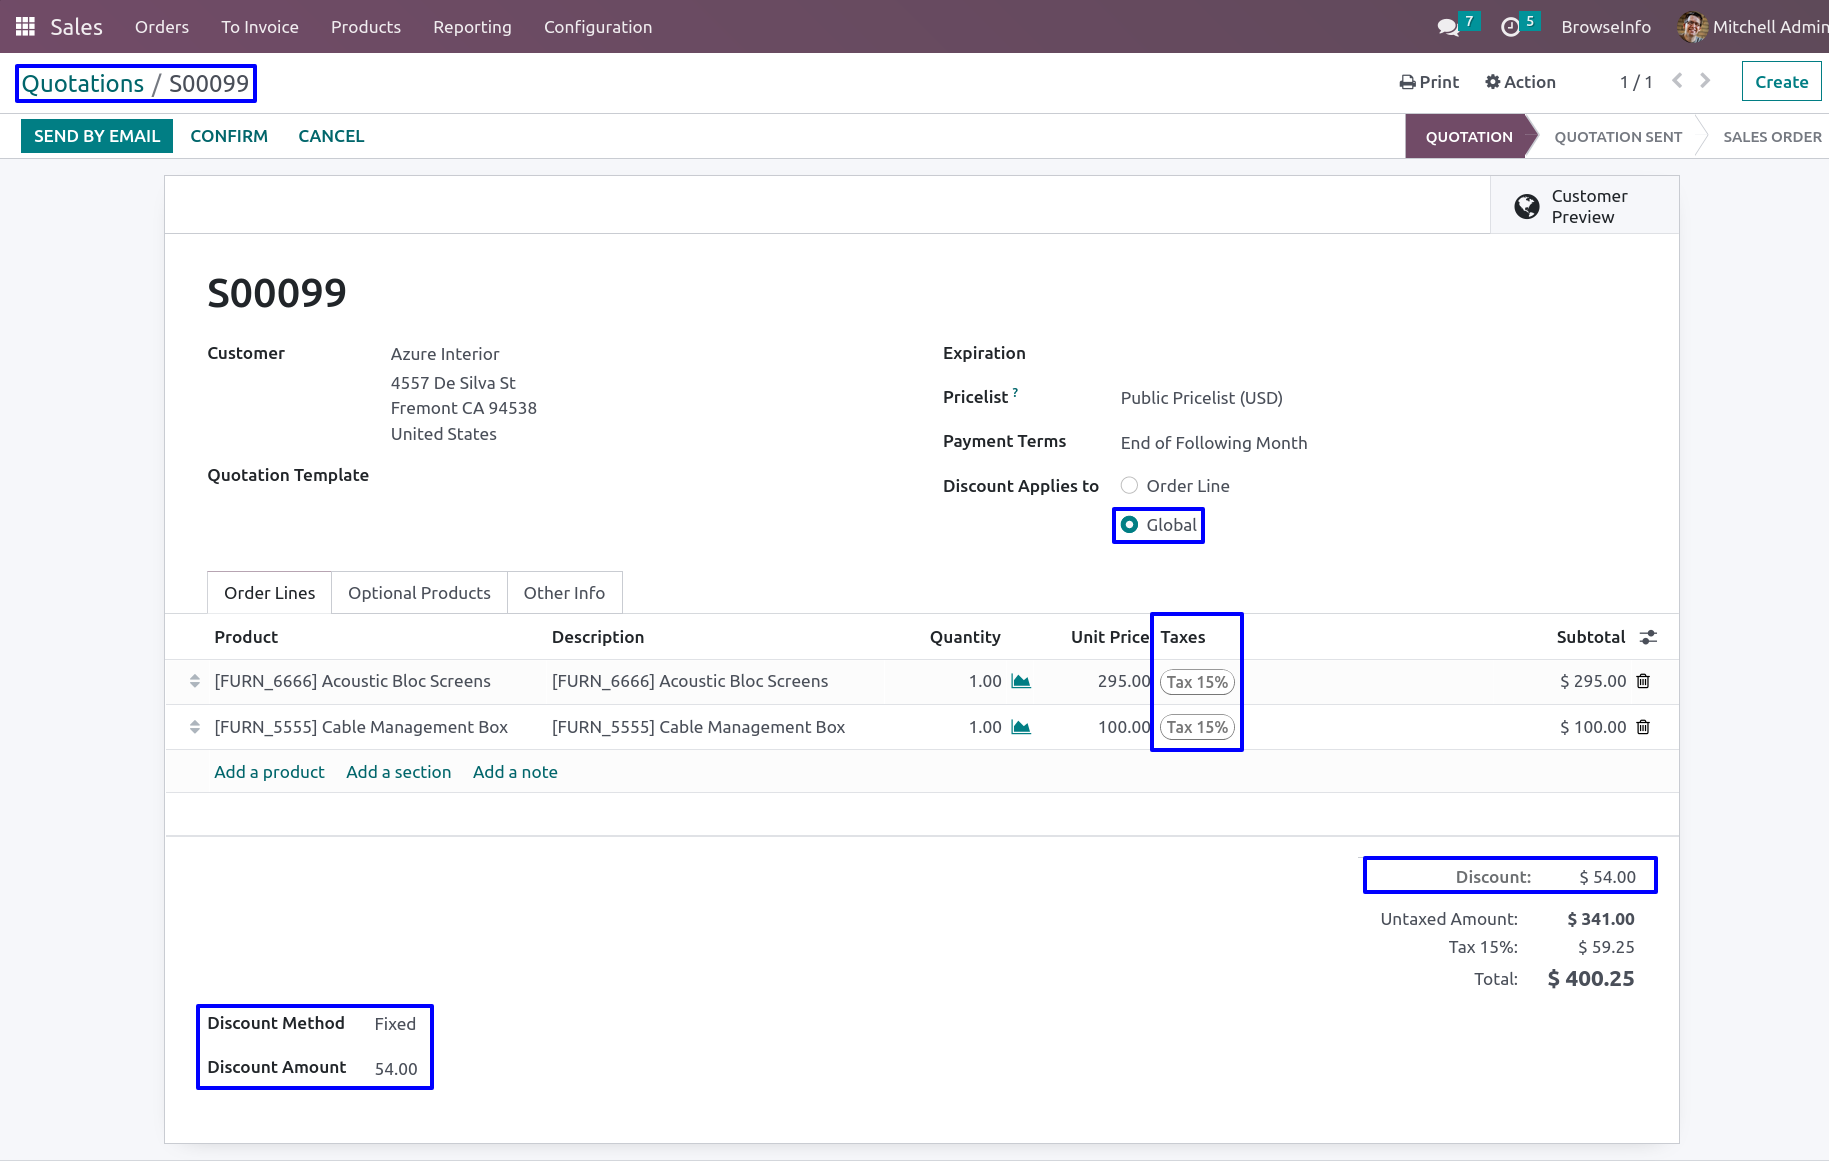 Sales Orders To Invoice Products Reporting Configuration 7 5 BrowseInfo Mitchell Admin
Quotations / S00099 Print Action 1 / 1 Create
SEND BY EMAIL CONFIRM CANCEL QUOTATION QUOTATION SENT SALES ORDER
Customer
Preview
S00099
Customer Azure Interior
4557 De Silva St
Fremont CA 94538
United States
Quotation Template
Expiration
Pricelist ? Public Pricelist (USD)
Payment Terms End of Following Month
Discount Applies to Order Line
Global
Order Lines Optional Products Other Info
Product Description Quantity Unit Price Taxes Subtotal
[FURN_6666] Acoustic Bloc Screens [FURN_6666] Acoustic Bloc Screens 1.00 295.00 Tax 15% $ 295.00
[FURN_5555] Cable Management Box [FURN_5555] Cable Management Box 1.00 100.00 Tax 15% $ 100.00
Add a product Add a section Add a note
Discount: $ 54.00
Untaxed Amount: $ 341.00
Tax 15%: $ 59.25
Total: $ 400.25
Discount Method Fixed
Discount Amount 54.00